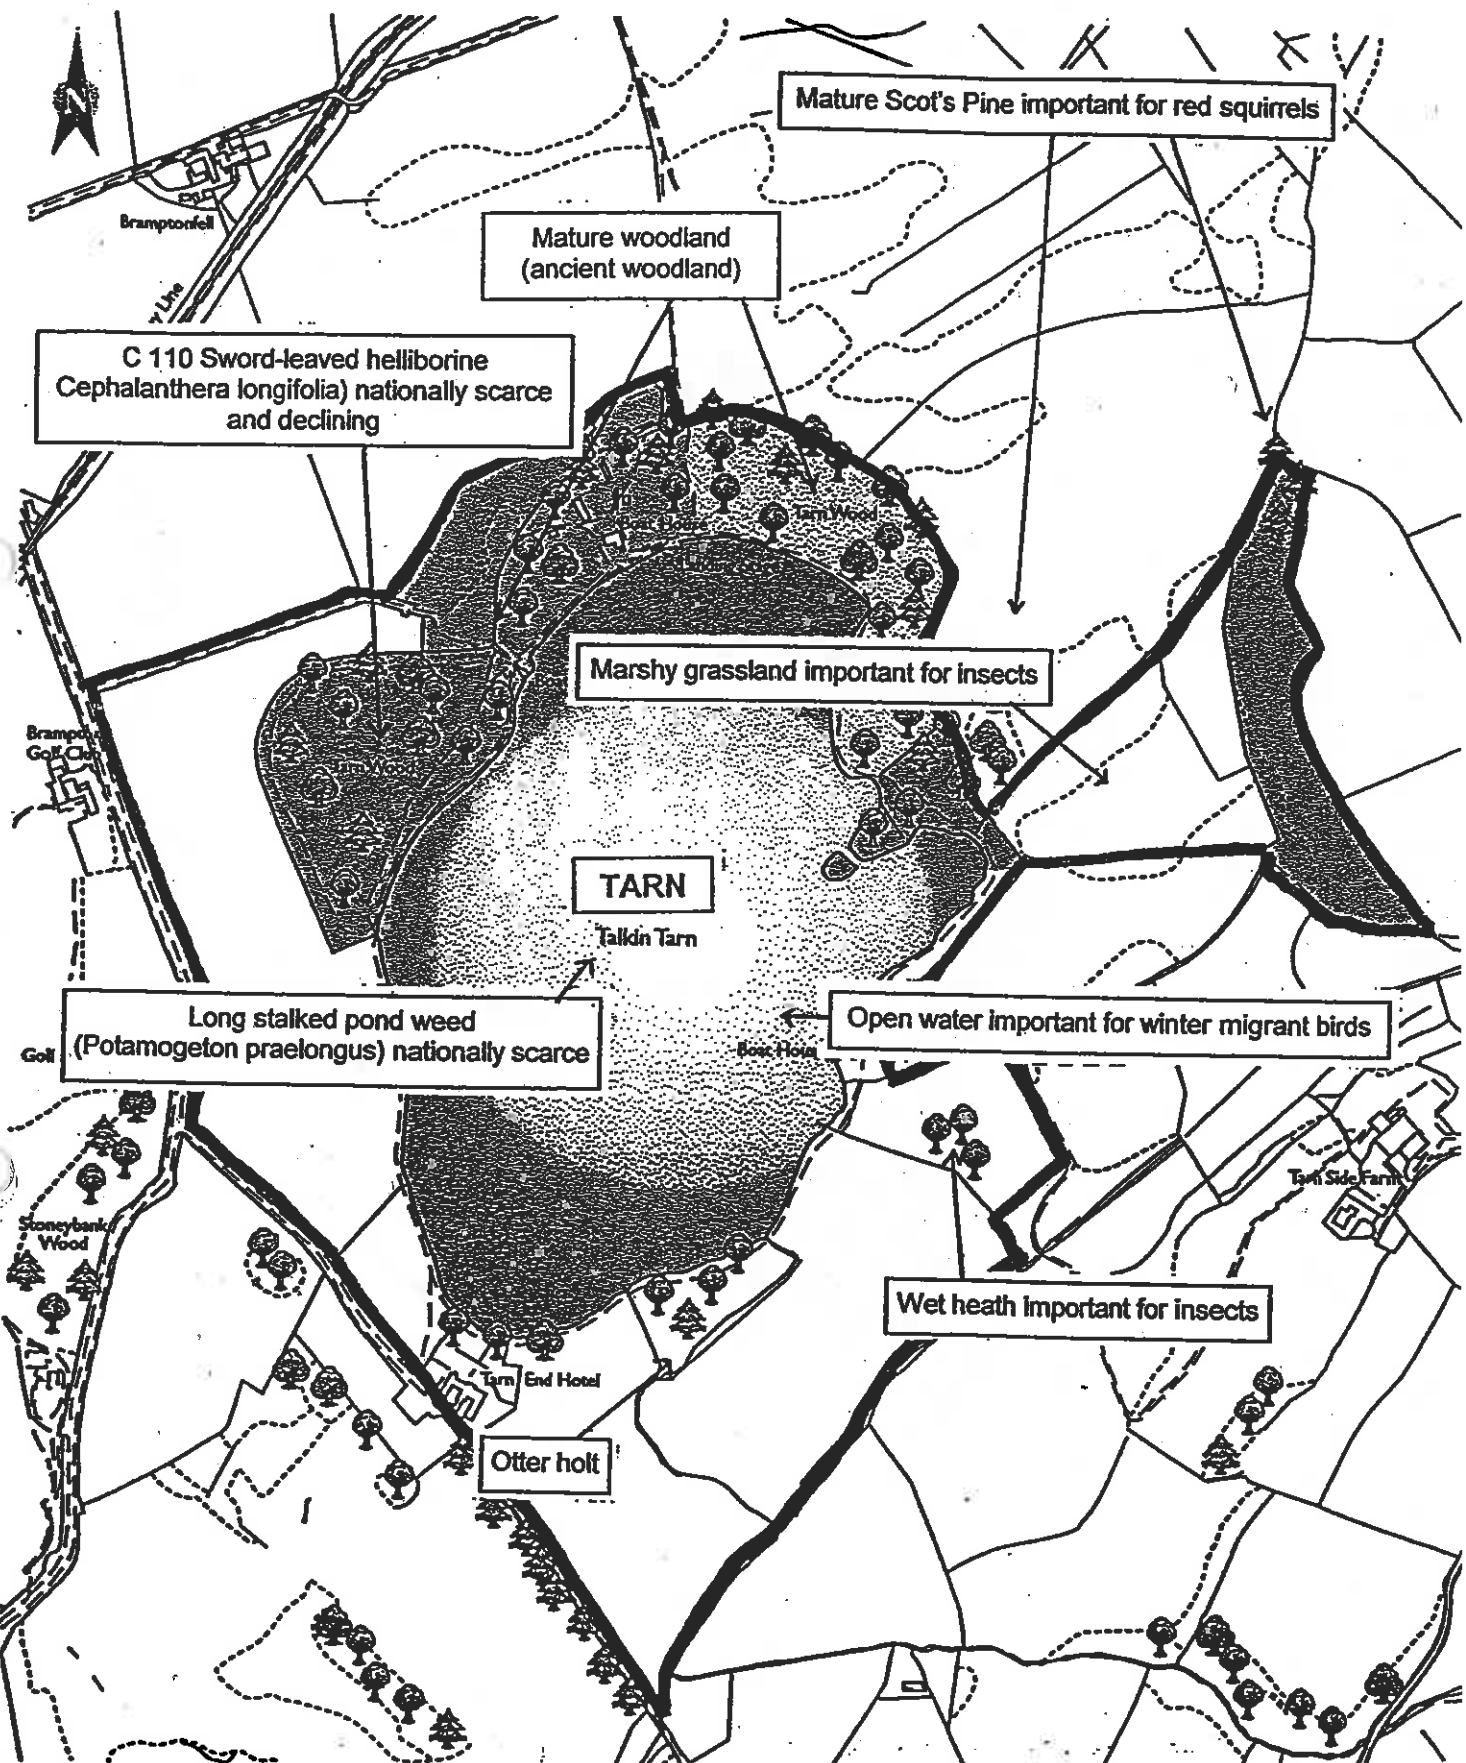 N
Mature Scot's Pine important for red squirrels
Bramptonfell
Mature woodland
(ancient woodland)
y Line
C 110 Sword-leaved helliborine
Cephalanthera longifolia) nationally scarce
and declining
Tarn Wood
Boat House
Marshy grassland important for insects
Golf Club
TARN
Talkin Tarn
Long stalked pond weed
(Potamogeton praelongus) nationally scarce
Open water important for winter migrant birds
Golf
Tarn Side Farm
Stoneybank
Wood
Wet heath important for insects
Tarn End Hotel
Otter holt